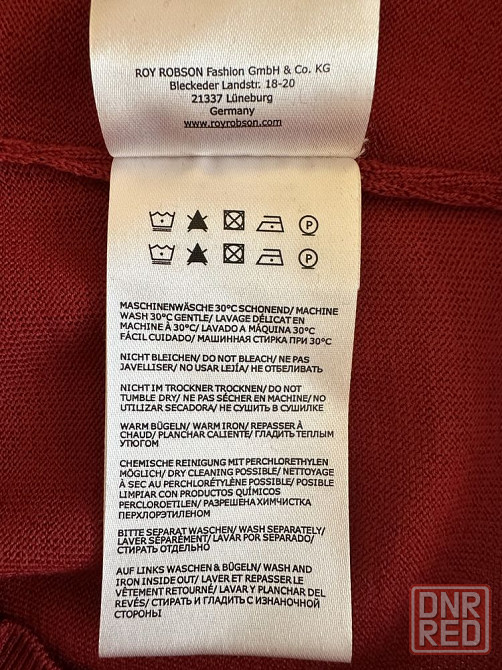 ROY ROBSON Fashion GmbH & Co. KG
Bleckeder Landstr. 18-20
21337 Lüneburg
Germany
www.royrobson.com
P
P
MASCHINENWÄSCHE 30°C SCHONEND/ MACHINE
WASH 30°C GENTLE/ LAVAGE DÉLICAT EN
MACHINE À 30°C/ LAVADO A MÁQUINA 30°C
FÁCIL CUIDADO/ МАШИННАЯ СТИРКА ПРИ 30°C
NICHT BLEICHEN/ DO NOT BLEACH/ NE PAS
JAVELLISER/ NO USAR LEJÍA/ НЕ ОТБЕЛИВАТЬ
NICHT IM TROCKNER TROCKNEN/ DO NOT
TUMBLE DRY/ NE PAS SÉCHER EN MACHINE/ NO
UTILIZAR SECADORA/ НЕ СУШИТЬ В СУШИЛКЕ
WARM BÜGELN/ WARM IRON/ REPASSER À
CHAUD/ PLANCHAR CALIENTE/ ГЛАДИТЬ ТЕПЛЫМ
УТЮГОМ
CHEMISCHE REINIGUNG MIT PERCHLORETHYLEN
MÖGLICH/ DRY CLEANING POSSIBLE/ NETTOYAGE
À SEC AU PERCHLORÉTYLÈNE POSSIBLE/ POSIBLE
LIMPIAR CON PRODUCTOS QUÍMICOS
PERCLOROETILEN/ РАЗРЕШЕНА ХИМЧИСТКА
ПЕРХЛОРЭТИЛЕНОМ
BITTE SEPARAT WASCHEN/ WASH SEPARATELY/
LAVER SÉPARÉMENT/ LAVAR POR SEPARADO/
СТИРАТЬ ОТДЕЛЬНО
AUF LINKS WASCHEN & BÜGELN/ WASH AND
IRON INSIDE OUT/ LAVER ET REPASSER LE
VÊTEMENT RETOURNÉ/ LAVAR Y PLANCHAR DEL
REVÉS/ СТИРАТЬ И ГЛАДИТЬ С ИЗНАНОЧНОЙ
СТОРОНЫ
DNR
RED